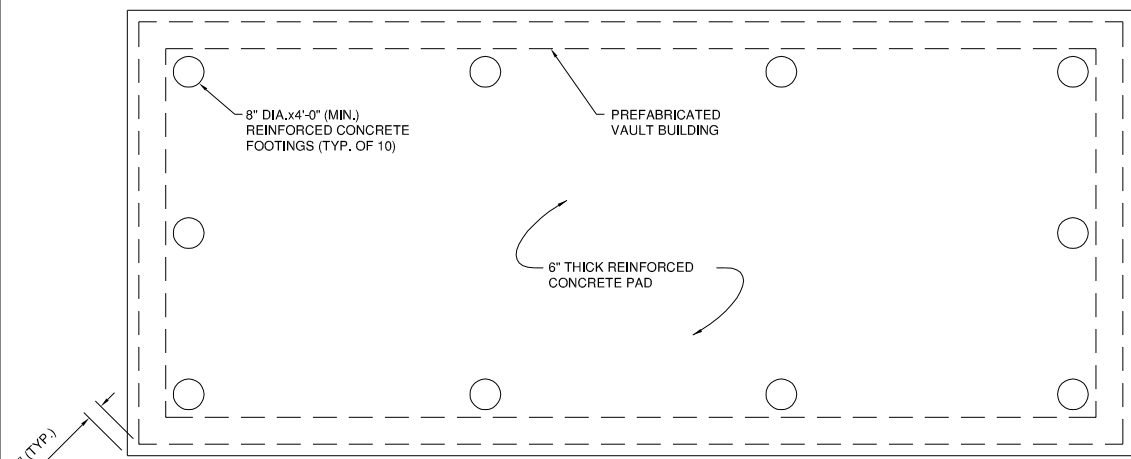 8" DIA.x4'-0" (MIN.)
REINFORCED CONCRETE
FOOTINGS (TYP. OF 10)
PREFABRICATED
VAULT BUILDING
6" THICK REINFORCED
CONCRETE PAD
" (TYP.)